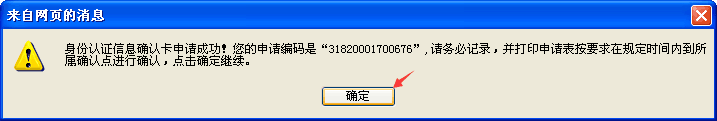 来自网页的消息
身份认证信息确认卡申请成功！您的申请编码是“31820001700676”,请务必记录，并打印申请表按要求在规定时间内到所
属确认点进行确认，点击确定继续。
确定